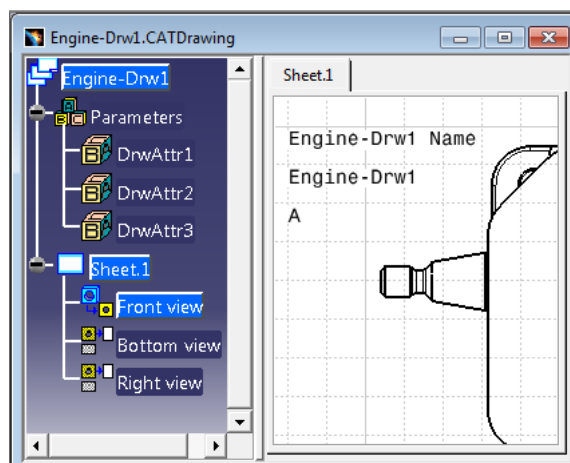 Engine-Drw1.CATDrawing
Engine-Drw1
Parameters
DrwAttr1
DrwAttr2
DrwAttr3
Sheet.1
Front view
Bottom view
Right view
Sheet.1
Engine-Drw1 Name
Engine-Drw1
A